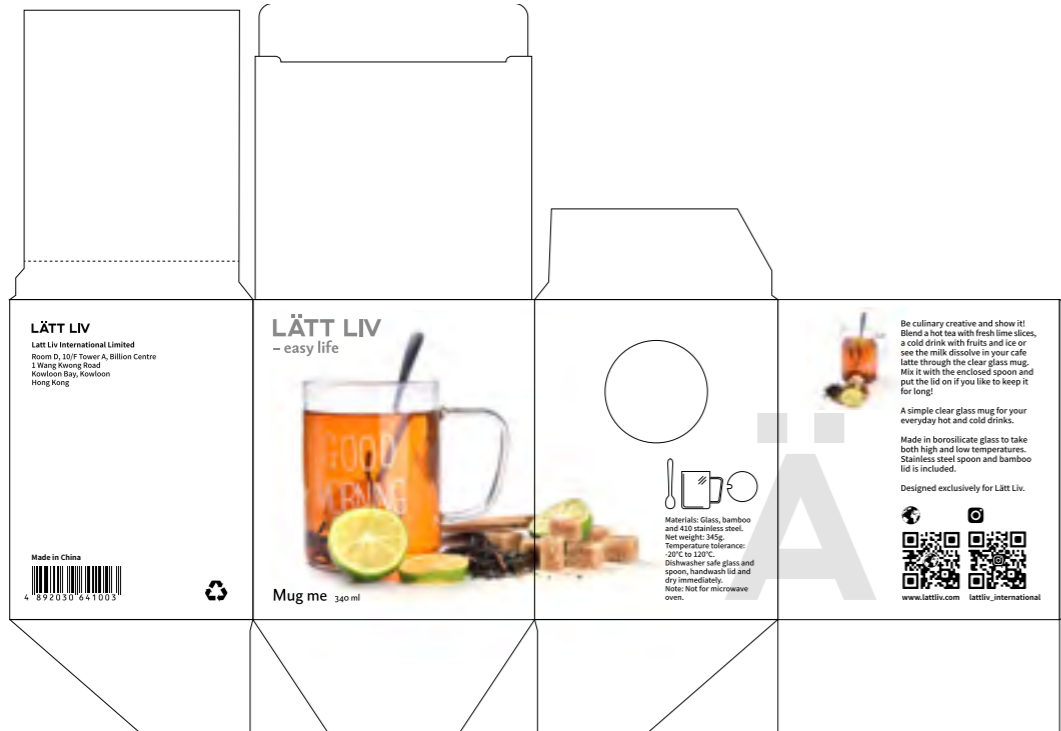 LÄTT LIV
Latt Liv International Limited
Room D, 10/F Tower A, Billion Centre
1 Wang Kwong Road
Kowloon Bay, Kowloon
Hong Kong
Made in China
4 892030 641003
LÄTT LIV
– easy life
GOOD
MORNING
Mug me 340 ml
Materials: Glass, bamboo
and 410 stainless steel.
Net weight: 345g.
Temperature tolerance:
-20°C to 120°C.
Dishwasher safe glass and
spoon, handwash lid and
dry immediately.
Note: Not for microwave
oven.
Ä
Be culinary creative and show it!
Blend a hot tea with fresh lime slices,
a cold drink with fruits and ice or
see the milk dissolve in your cafe
latte through the clear glass mug.
Mix it with the enclosed spoon and
put the lid on if you like to keep it
for long!
A simple clear glass mug for your
everyday hot and cold drinks.
Made in borosilicate glass to take
both high and low temperatures.
Stainless steel spoon and bamboo
lid is included.
Designed exclusively for Lätt Liv.
www.lattliv.com lattliv_international